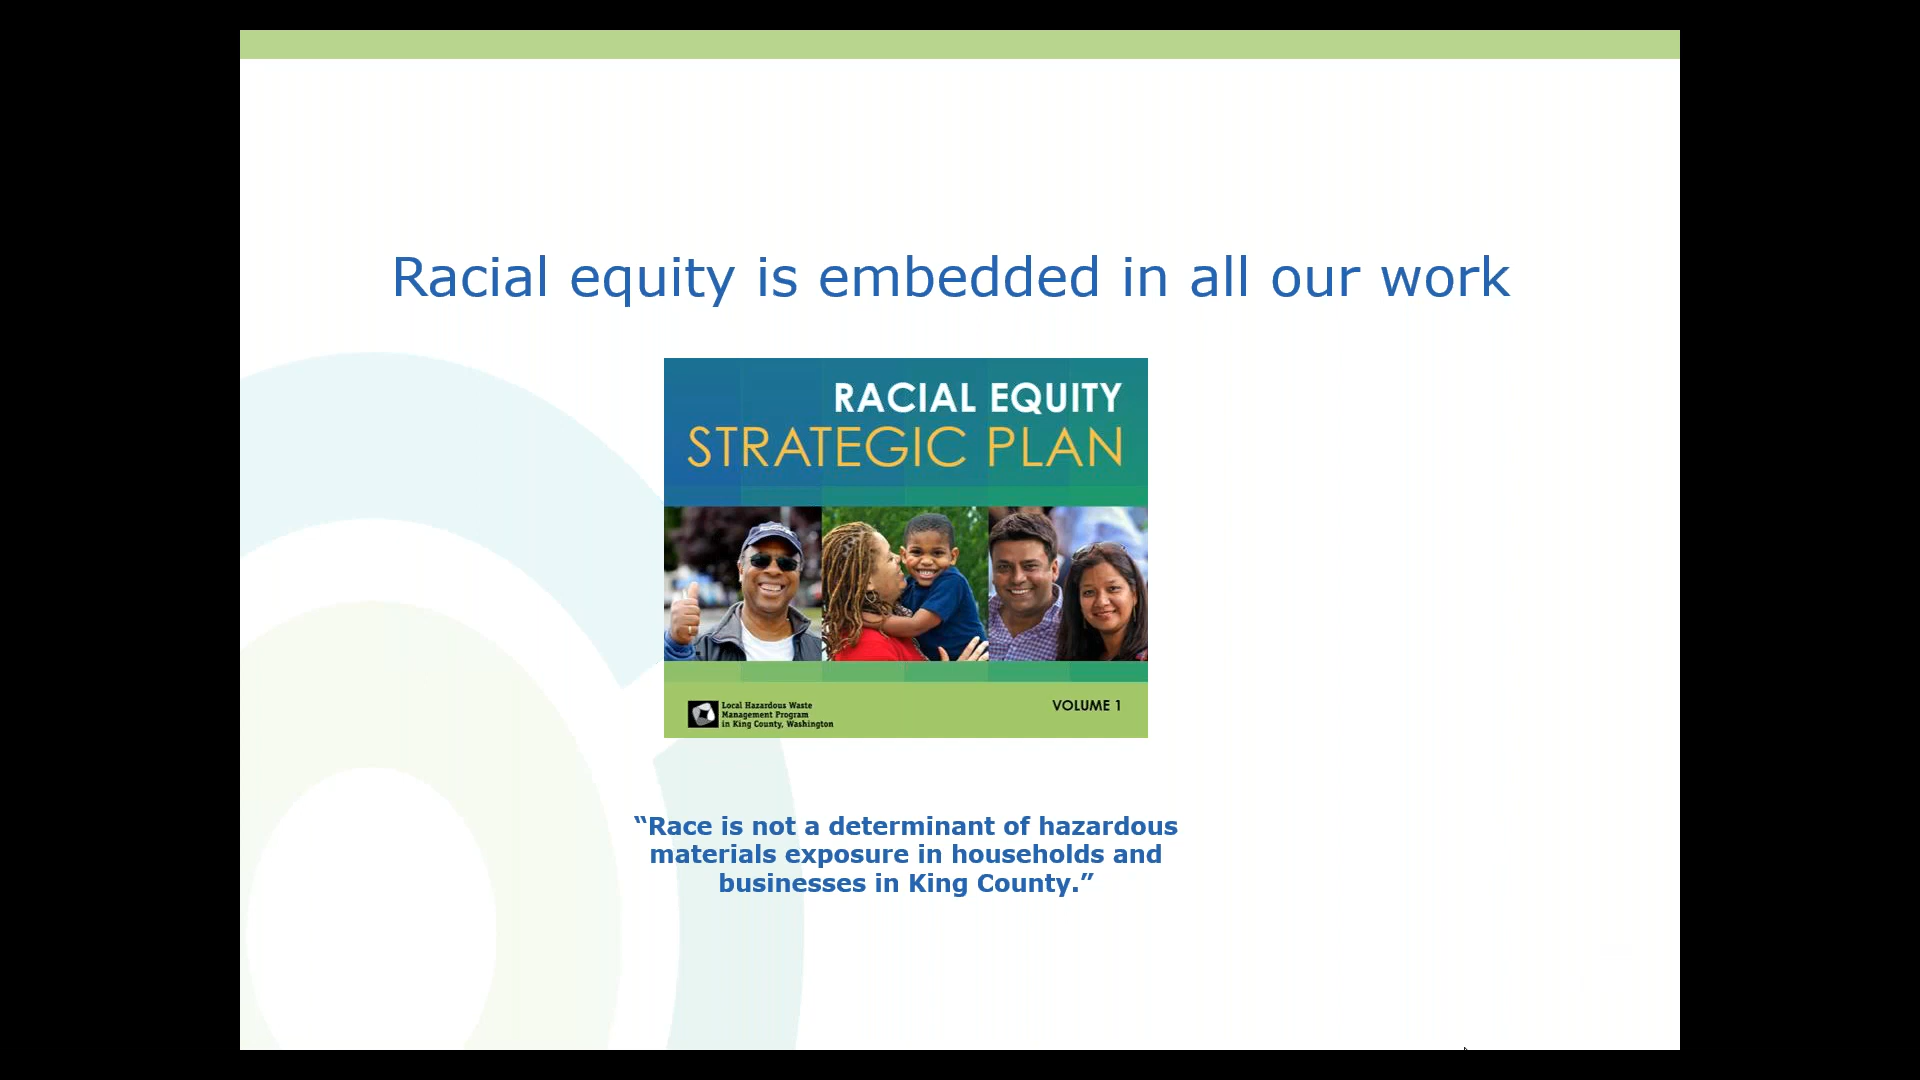 Racial equity is embedded in all our work
RACIAL EQUITY
STRATEGIC PLAN
Local Hazardous Waste
Management Program
in King County, Washington
VOLUME 1
“Race is not a determinant of hazardous
materials exposure in households and
businesses in King County.”